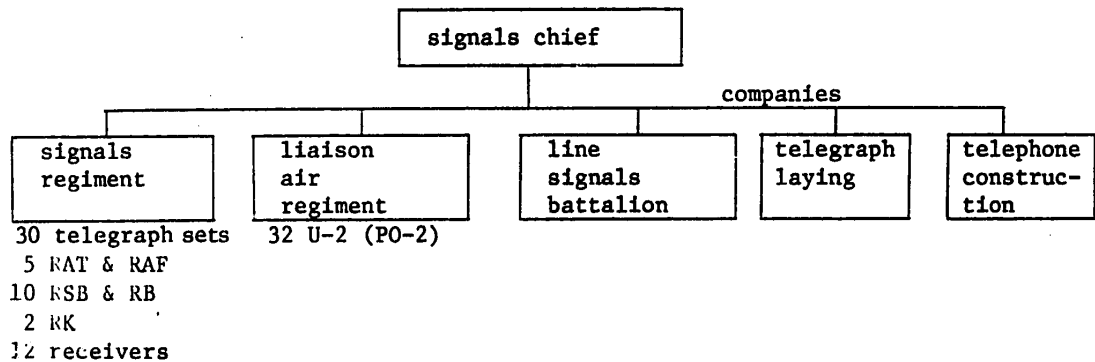 signals chief
companies
signals
regiment
liaison
air
regiment
line
signals
battalion
telegraph
laying
telephone
construc-
tion
30 telegraph sets
5 RAT & RAF
10 RSB & RB
2 RK
12 receivers
32 U-2 (PO-2)